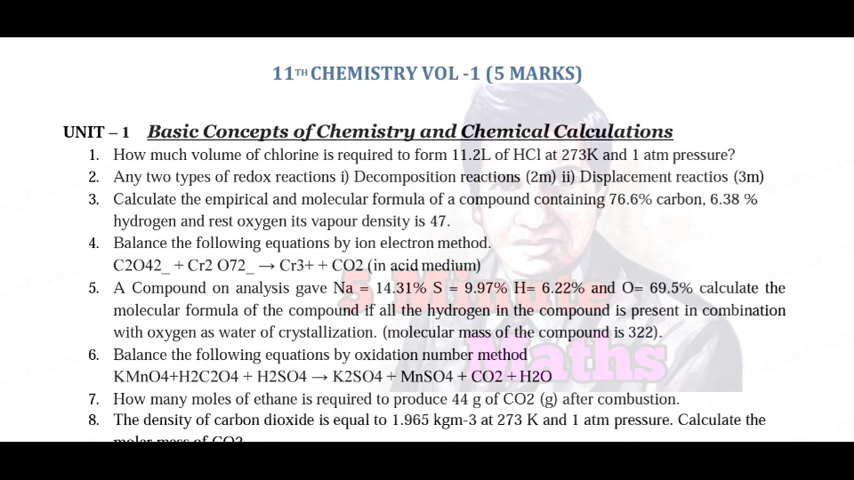 11TH CHEMISTRY VOL -1 (5 MARKS)
UNIT – 1 Basic Concepts of Chemistry and Chemical Calculations
1. How much volume of chlorine is required to form 11.2L of HCl at 273K and 1 atm pressure?
2. Any two types of redox reactions i) Decomposition reactions (2m) ii) Displacement reactios (3m)
3. Calculate the empirical and molecular formula of a compound containing 76.6% carbon, 6.38 %
hydrogen and rest oxygen its vapour density is 47.
4. Balance the following equations by ion electron method.
C2O42_ + Cr2 O72_ → Cr3+ + CO2 (in acid medium)
5. A Compound on analysis gave Na = 14.31% S = 9.97% H= 6.22% and O= 69.5% calculate the
molecular formula of the compound if all the hydrogen in the compound is present in combination
with oxygen as water of crystallization. (molecular mass of the compound is 322).
6. Balance the following equations by oxidation number method
KMnO4+H2C2O4 + H2SO4 → K2SO4 + MnSO4 + CO2 + H2O
7. How many moles of ethane is required to produce 44 g of CO2 (g) after combustion.
8. The density of carbon dioxide is equal to 1.965 kgm-3 at 273 K and 1 atm pressure. Calculate the
molar mass of CO2
5 Minute
Maths